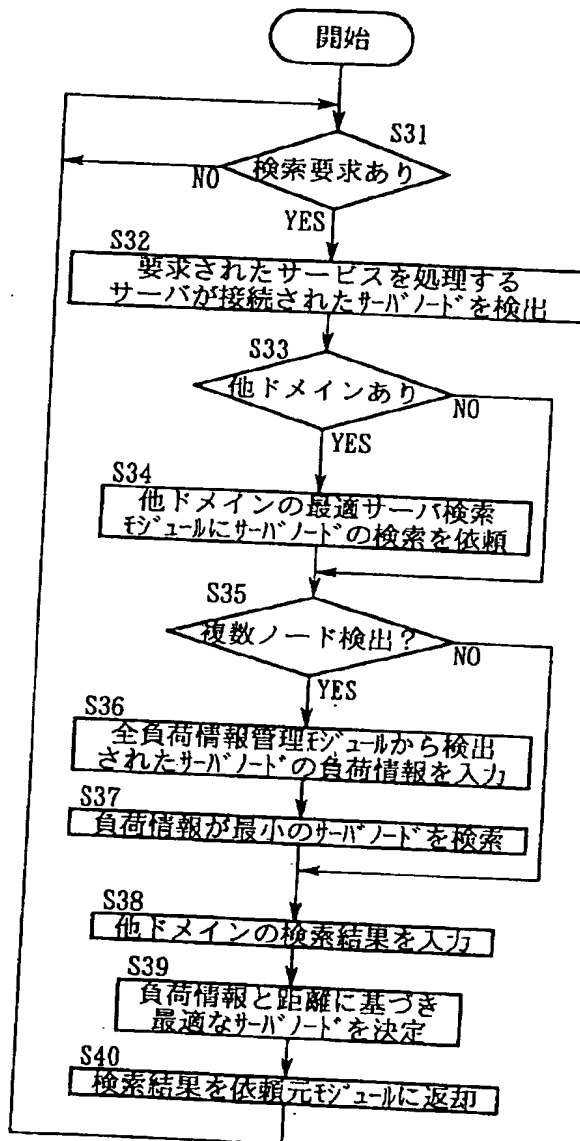 開始
S31
検索要求あり
NO
YES
S32
要求されたサービスを処理する
サーバが接続されたサーバノードを検出
S33
他ドメインあり
NO
YES
S34
他ドメインの最適サーバ検索
モジュールにサーバノードの検索を依頼
S35
複数ノード検出?
NO
YES
S36
全負荷情報管理モジュールから検出
されたサーバノードの負荷情報を入力
S37
負荷情報が最小のサーバノードを検索
S38
他ドメインの検索結果を入力
S39
負荷情報と距離に基づき
最適なサーバノードを決定
S40
検索結果を依頼元モジュールに返却